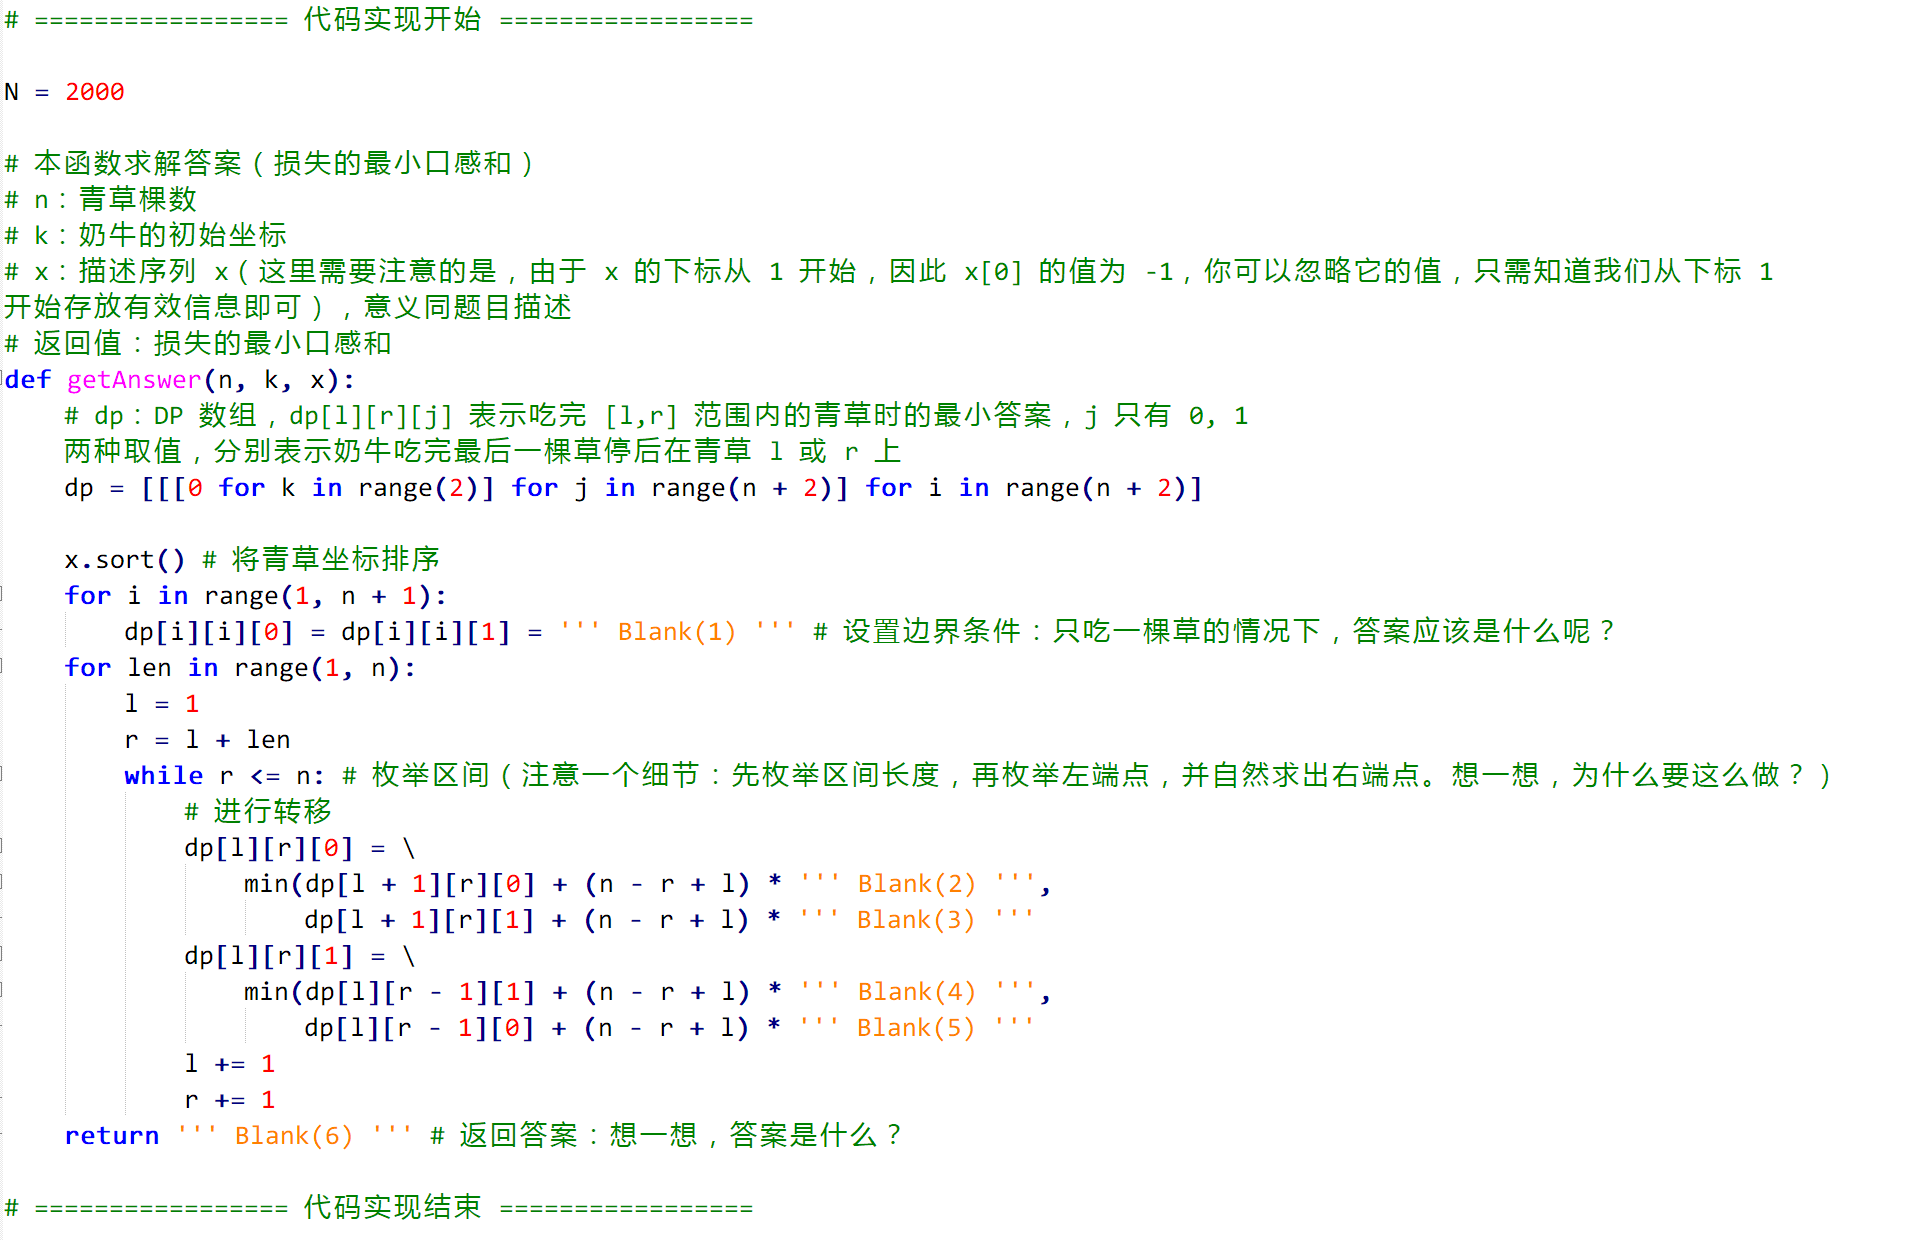 # ================= 代码实现开始 =================
N = 2000
# 本函数求解答案（损失的最小口感和）
# n：青草棵数
# k：奶牛的初始坐标
# x：描述序列 x（这里需要注意的是，由于 x 的下标从 1 开始，因此 x[0] 的值为 -1，你可以忽略它的值，只需知道我们从下标 1
开始存放有效信息即可），意义同题目描述
# 返回值：损失的最小口感和
def getAnswer(n, k, x):
    # dp：DP 数组，dp[l][r][j] 表示吃完 [l,r] 范围内的青草时的最小答案，j 只有 0, 1
    两种取值，分别表示奶牛吃完最后一棵草停后在青草 l 或 r 上
    dp = [[[0 for k in range(2)] for j in range(n + 2)] for i in range(n + 2)]
    x.sort() # 将青草坐标排序
    for i in range(1, n + 1):
        dp[i][i][0] = dp[i][i][1] = ''' Blank(1) ''' # 设置边界条件：只吃一棵草的情况下，答案应该是什么呢？
    for len in range(1, n):
        l = 1
        r = l + len
        while r <= n: # 枚举区间（注意一个细节：先枚举区间长度，再枚举左端点，并自然求出右端点。想一想，为什么要这么做？）
            # 进行转移
            dp[l][r][0] = \
                min(dp[l + 1][r][0] + (n - r + l) * ''' Blank(2) ''',
                    dp[l + 1][r][1] + (n - r + l) * ''' Blank(3) '''
            dp[l][r][1] = \
                min(dp[l][r - 1][1] + (n - r + l) * ''' Blank(4) ''',
                    dp[l][r - 1][0] + (n - r + l) * ''' Blank(5) '''
            l += 1
            r += 1
    return ''' Blank(6) ''' # 返回答案：想一想，答案是什么？
# ================= 代码实现结束 =================